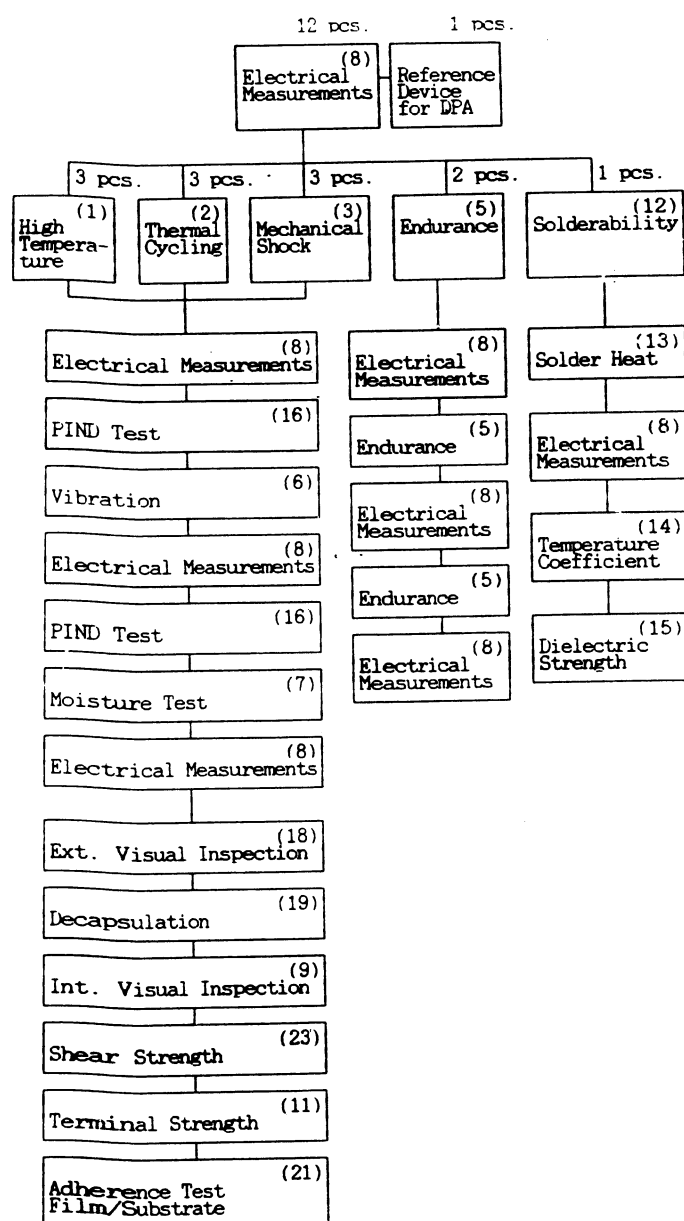 12 pcs.
1 pc.
(8)
Electrical
Measurements
Reference
Device
for DPA
3 pcs.
3 pcs.
3 pcs.
2 pcs.
1 pcs.
(1)
High
Tempera-
ture
(2)
Thermal
Cycling
(3)
Mechanical
Shock
(5)
Endurance
(12)
Solderability
(8)
Electrical Measurements
(16)
PIND Test
(6)
Vibration
(8)
Electrical Measurements
(16)
PIND Test
(7)
Moisture Test
(8)
Electrical Measurements
(18)
Ext. Visual Inspection
(19)
Decapsulation
(9)
Int. Visual Inspection
(23)
Shear Strength
(11)
Terminal Strength
(21)
Adherence Test
Film/Substrate
(8)
Electrical
Measurements
(5)
Endurance
(8)
Electrical
Measurements
(5)
Endurance
(8)
Electrical
Measurements
(13)
Solder Heat
(8)
Electrical
Measurements
(14)
Temperature
Coefficient
(15)
Dielectric
Strength